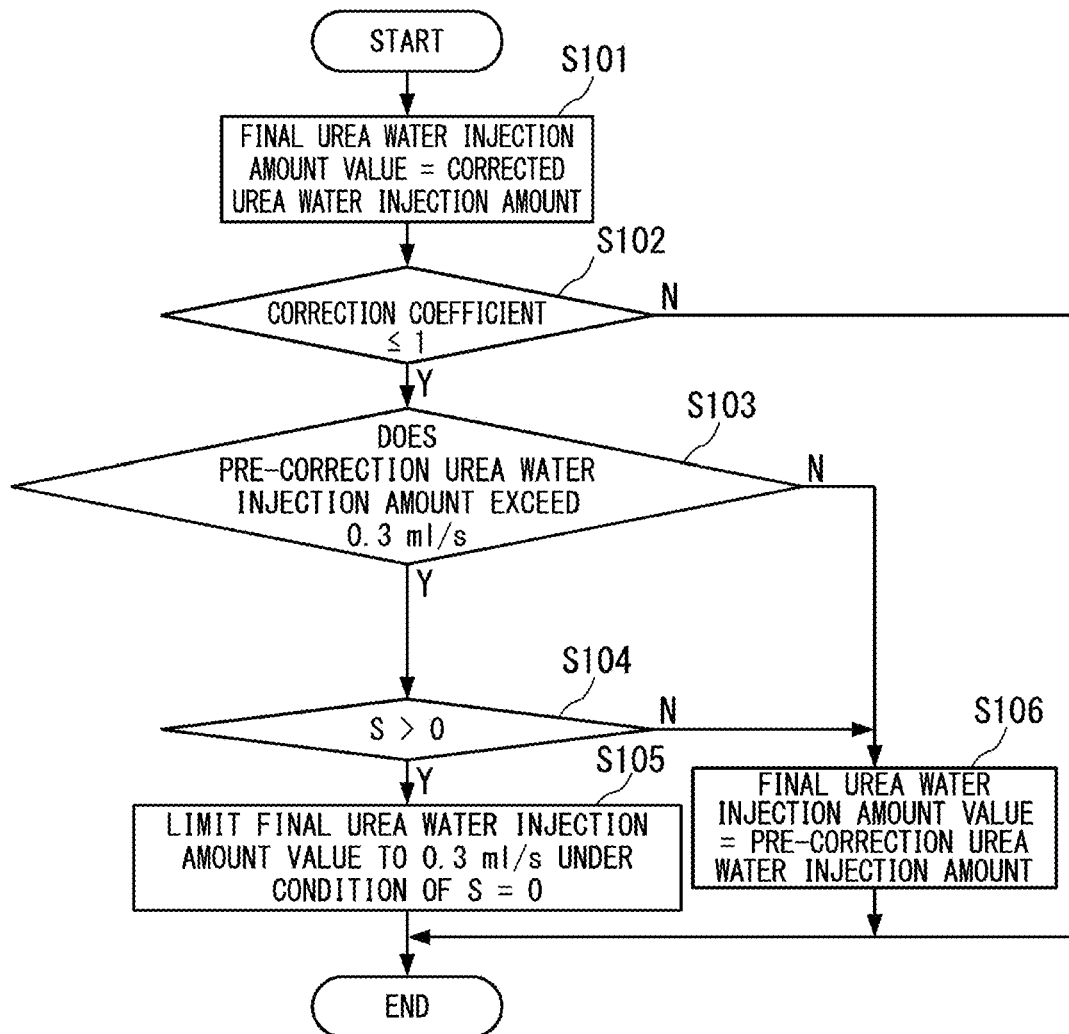 START
S101
FINAL UREA WATER INJECTION
AMOUNT VALUE = CORRECTED
UREA WATER INJECTION AMOUNT
S102
CORRECTION COEFFICIENT
≦ 1
N
Y
S103
DOES
PRE-CORRECTION UREA WATER
INJECTION AMOUNT EXCEED
0.3 ml/s
N
Y
S104
S > 0
N
Y
S105
LIMIT FINAL UREA WATER INJECTION
AMOUNT VALUE TO 0.3 ml/s UNDER
CONDITION OF S = 0
S106
FINAL UREA WATER
INJECTION AMOUNT VALUE
= PRE-CORRECTION UREA
WATER INJECTION AMOUNT
END